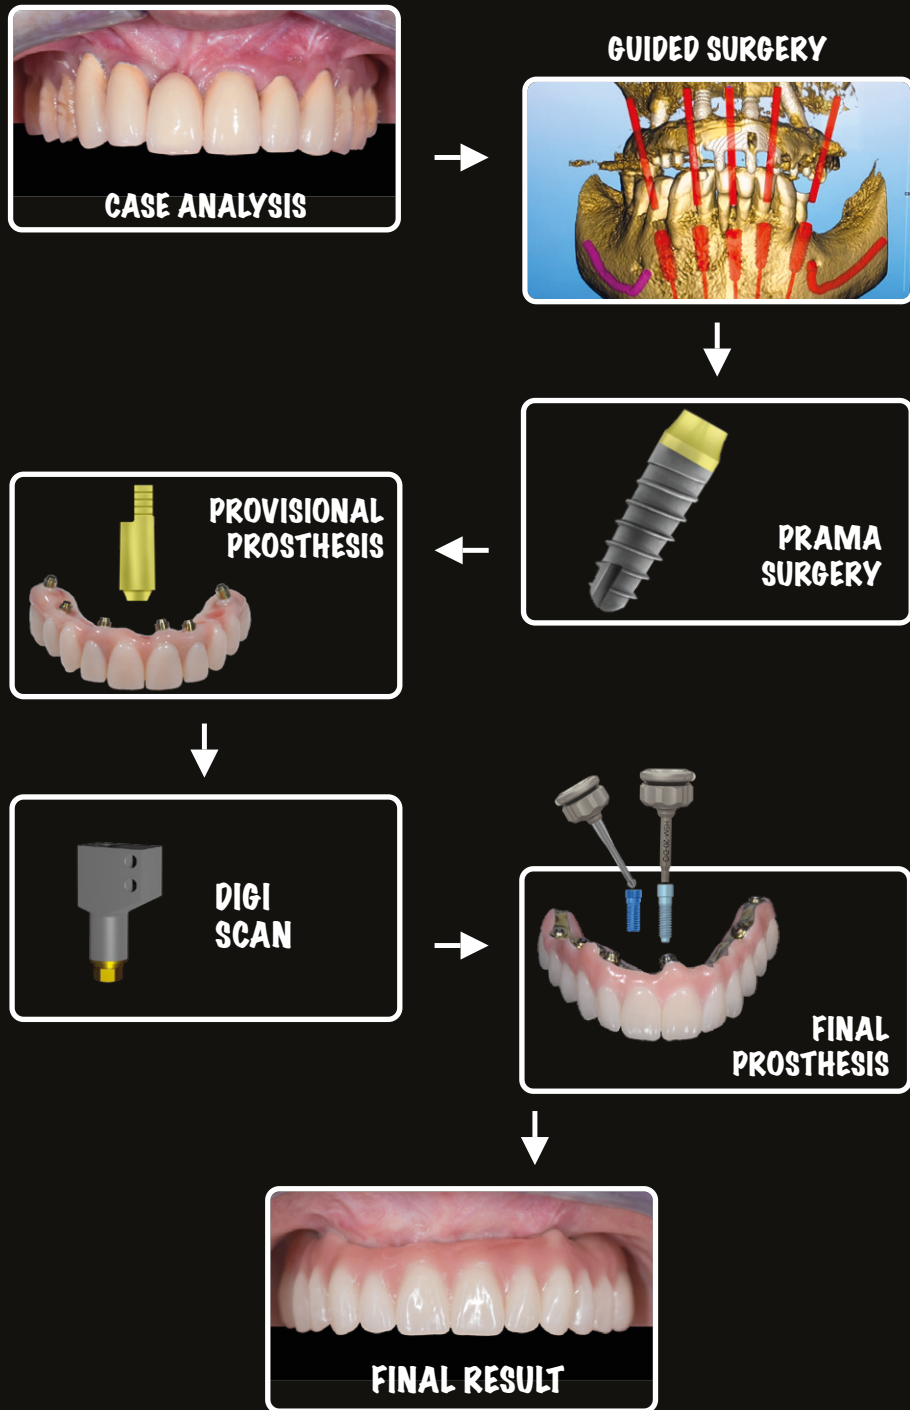 CASE ANALYSIS
GUIDED SURGERY
PRAMA
SURGERY
PROVISIONAL
PROSTHESIS
DIGI
SCAN
FINAL
PROSTHESIS
FINAL RESULT